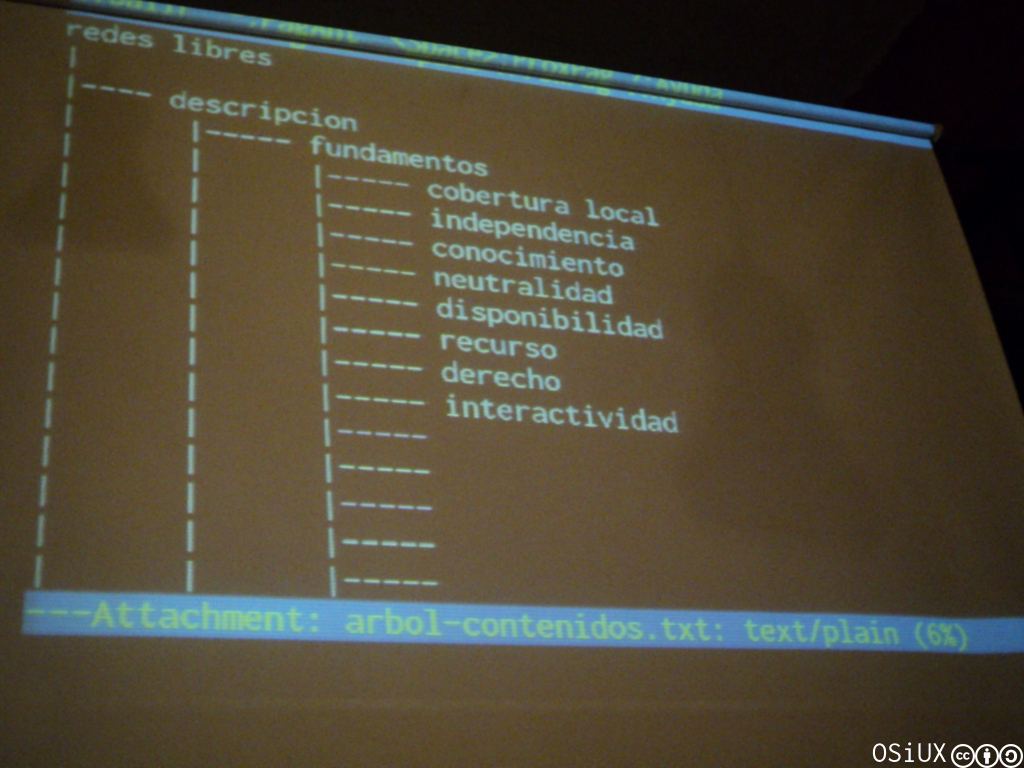 redes libres
|
|---- descripcion
| |----- fundamentos
| | |----- cobertura local
| | |----- independencia
| | |----- conocimiento
| | |----- neutralidad
| | |----- disponibilidad
| | |----- recurso
| | |----- derecho
| | |----- interactividad
| | |-----
| | |-----
| | |-----
| | |-----
| | |-----
---Attachment: arbol-contenidos.txt: text/plain (6%)
OSiUX